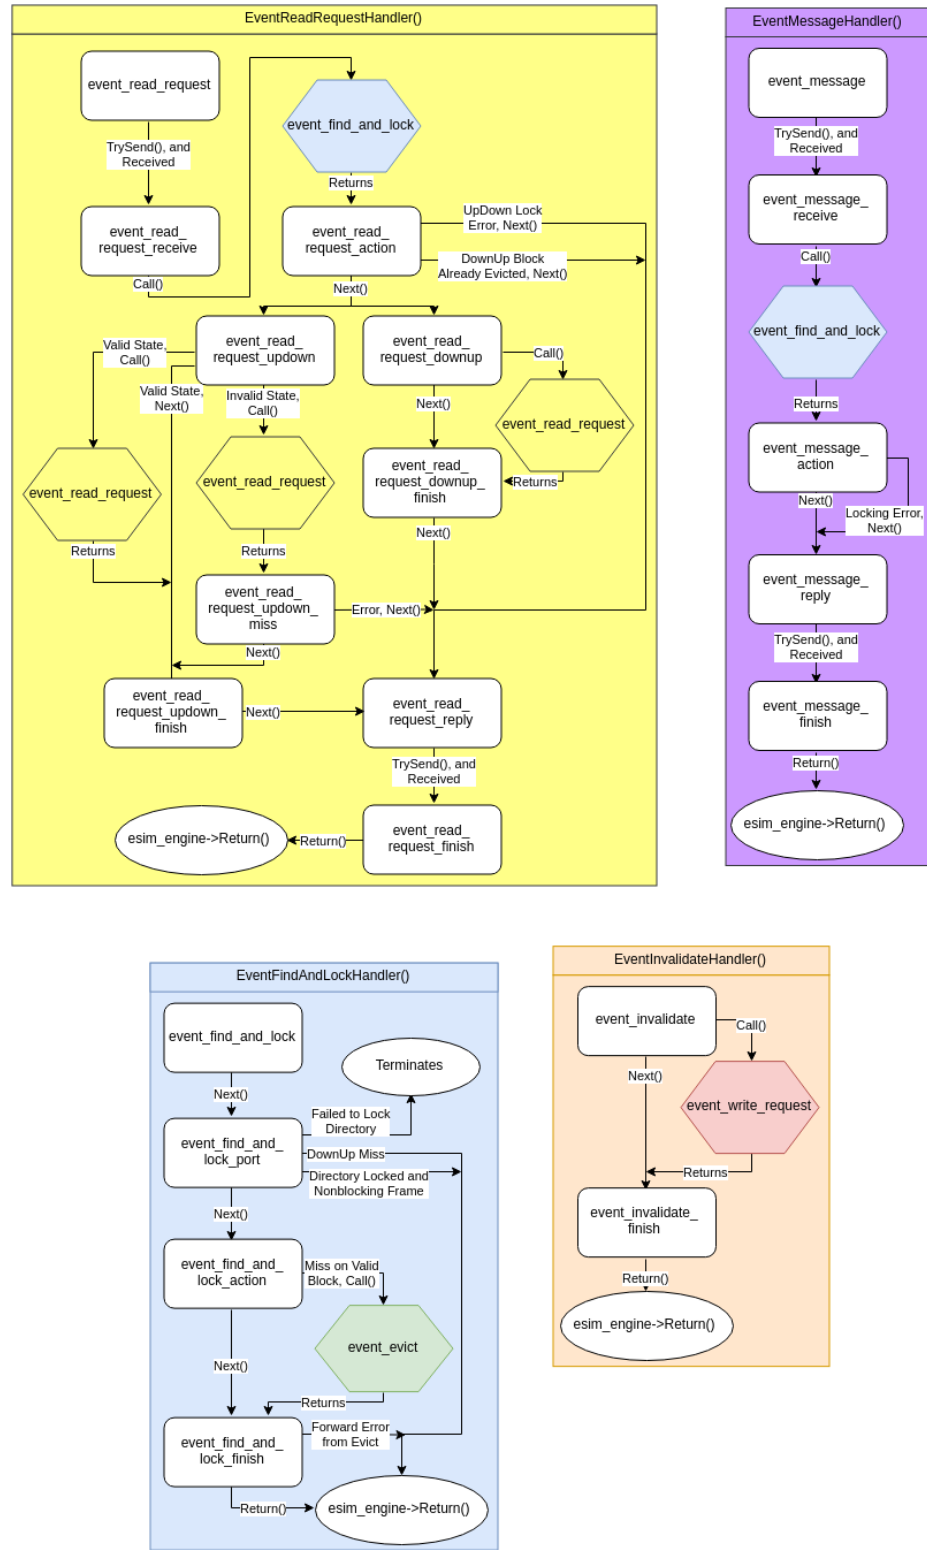 EventReadRequestHandler()
event_read_request
TrySend(), and
Received
event_read_
request_receive
Call()
event_find_and_lock
Returns
event_read_
request_action
UpDown Lock
Error, Next()
DownUp Block
Already Evicted, Next()
Next()
event_read_
request_updown
event_read_
request_downup
Valid State,
Call()
Valid State,
Next()
Invalid State,
Call()
Next()
Call()
event_read_request
event_read_request
event_read_request
event_read_
request_downup_
finish
Returns
Returns
Returns
Next()
event_read_
request_updown_
miss
Error, Next()
Next()
event_read_
request_updown_
finish
Next()
event_read_
request_reply
TrySend(), and
Received
event_read_
request_finish
Return()
esim_engine->Return()
EventMessageHandler()
event_message
TrySend(), and
Received
event_message_
receive
Call()
event_find_and_lock
Returns
event_message_
action
Next()
Locking Error,
Next()
event_message_
reply
TrySend(), and
Received
event_message_
finish
Return()
esim_engine->Return()
EventFindAndLockHandler()
event_find_and_lock
Next()
Terminates
Failed to Lock
Directory
event_find_and_
lock_port
DownUp Miss
Directory Locked and
Nonblocking Frame
Next()
event_find_and_
lock_action
Miss on Valid
Block, Call()
event_evict
Next()
Returns
event_find_and_
lock_finish
Forward Error
from Evict
Return()
esim_engine->Return()
EventInvalidateHandler()
event_invalidate
Call()
Next()
event_write_request
Returns
event_invalidate_
finish
Return()
esim_engine->Return()